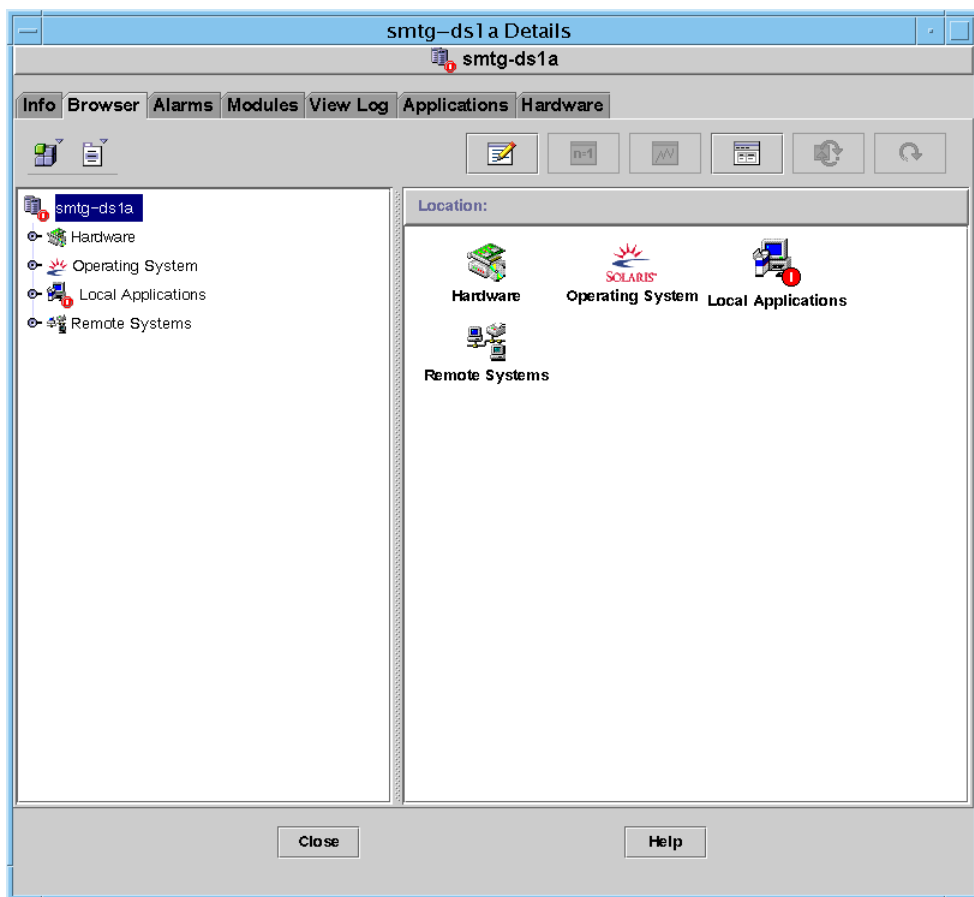 smtg–ds1a Details
smtg-ds1a
Info Browser Alarms Modules View Log Applications Hardware
n=1
smtg–ds1a
Location:
Hardware
Operating System
Local Applications
Remote Systems
Hardware
SOLARIS
Operating System
Local Applications
Remote Systems
Close Help